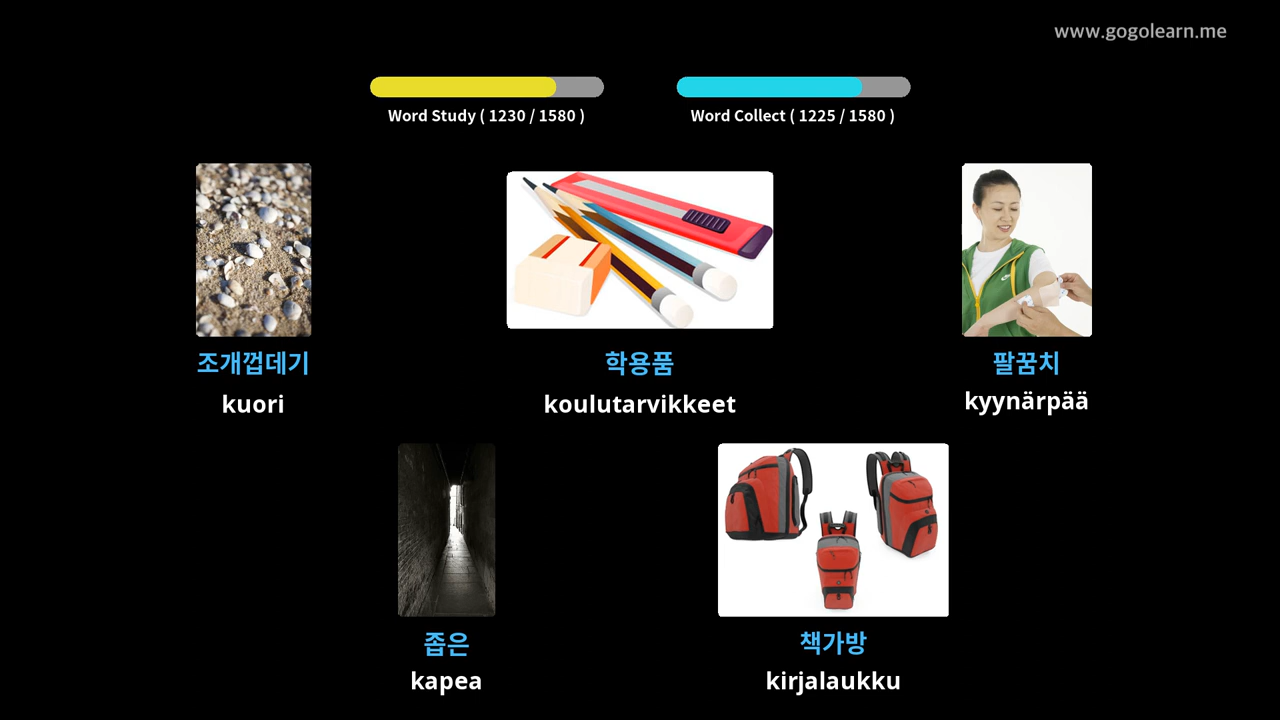 www.gogolearn.me
Word Study ( 1230 / 1580 )
Word Collect ( 1225 / 1580 )
조개껍데기
kuori
학용품
koulutarvikkeet
팔꿈치
kyynärpää
좁은
kapea
책가방
kirjalaukku